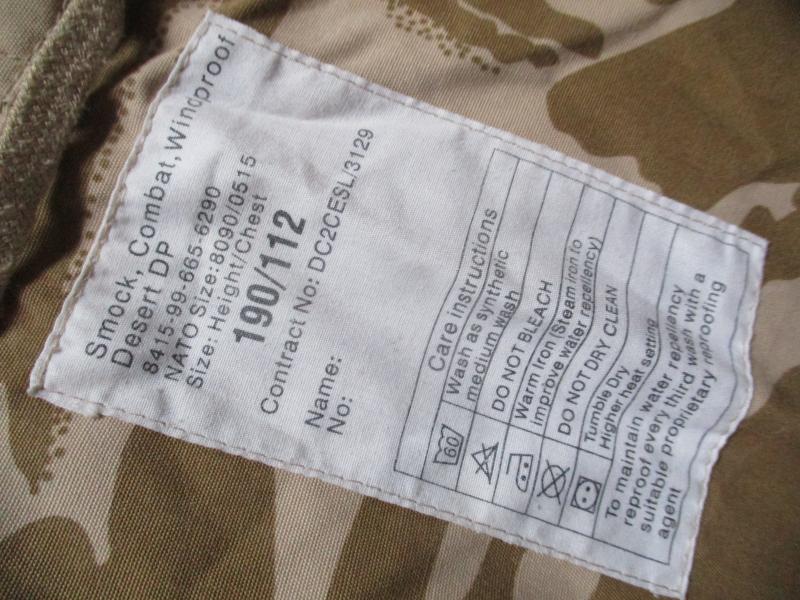 Smock, Combat, Windproof
Desert DP
8415-99-665-6290
NATO Size:8090/0515
Size: Height/Chest
190/112
Contract No: DC2CESL/3129
Name:
No:
Care instructions
60
Wash as synthetic
medium wash
DO NOT BLEACH
Warm Iron (Steam iron to
improve water repellency)
DO NOT DRY CLEAN
Tumble Dry
Higher heat setting
To maintain water repellency
reproof every third wash with a
suitable proprietary reproofing
agent